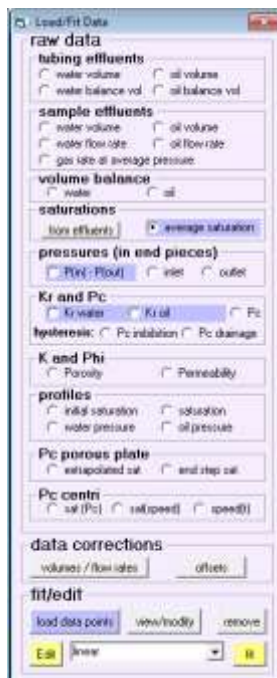 Load/Fit Data
raw data
tubing effluents
water volume oil volume
water balance vol oil balance vol
sample effluents
water volume oil volume
water flow rate oil flow rate
gas rate at average pressure
volume balance
water oil
saturations
from effluents average saturation
pressures (in end pieces)
P(in) - P(out) inlet outlet
Kr and Pc
Kr water Kr oil Pc
hysteresis: Pc imbibition Pc drainage
K and Phi
Porosity Permeability
profiles
initial saturation saturation
water pressure oil pressure
Pc porous plate
extrapolated sat end step sat
Pc centri
sat (Pc) sat(speed) speed(t)
data corrections
volumes / flow rates offsets
fit/edit
load data points view/modify remove
Edit linear fit